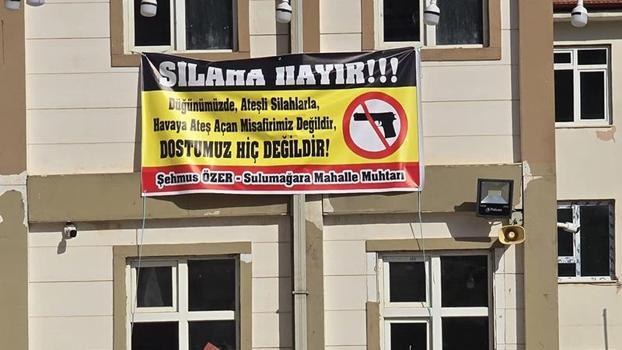 SİLAHA HAYIR!!!
Düğünümüzde, Ateşli Silahlarla,
Havaya Ateş Açan Misafirimiz Değildir,
DOSTUMUZ HİÇ DEĞİLDİR!
Şehmus ÖZER - Sulumağara Mahalle Muhtarı